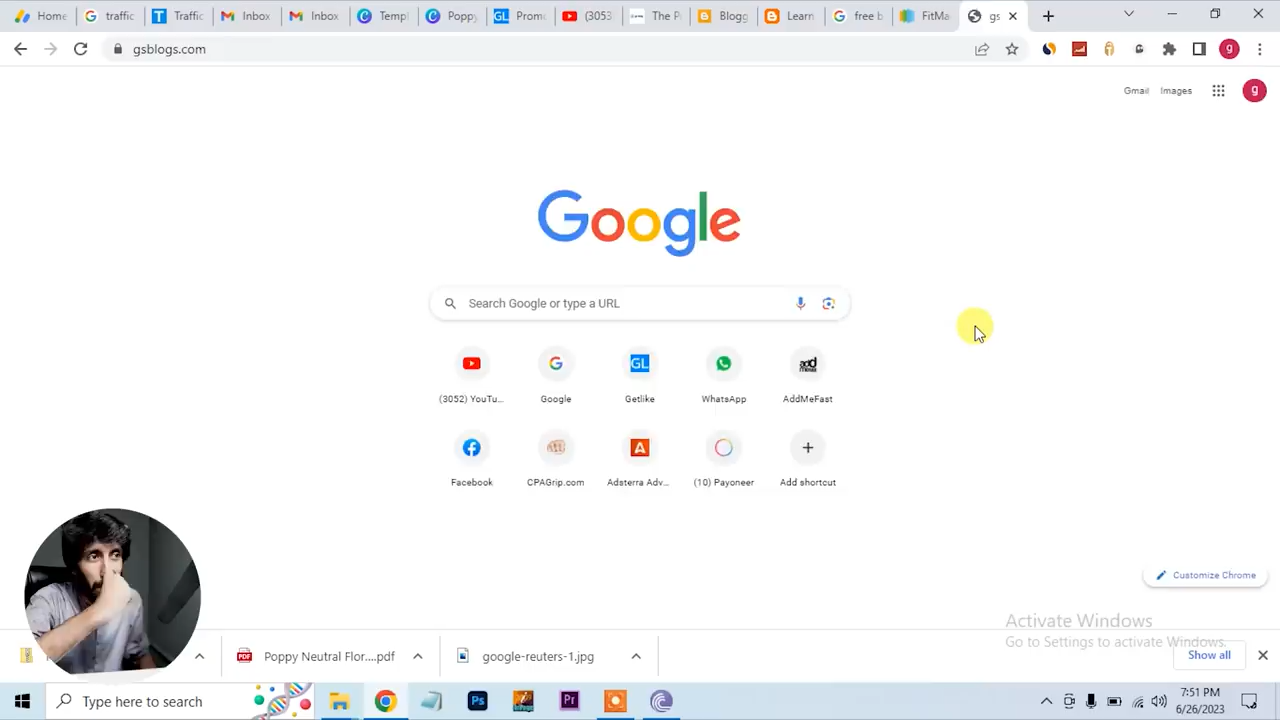 Home
traffic
Traffic
Inbox
Inbox
Templ
Poppy
Promo
(3053
The P
Blogg
Learn
free b
FitMa
gs
gsblogs.com
g
Gmail
Images
g
Google
Search Google or type a URL
(3052) YouTu...
Google
Getlike
WhatsApp
AddMeFast
Facebook
CPAGrip.com
Adsterra Adv...
(10) Payoneer
Add shortcut
Customize Chrome
Activate Windows
Go to Settings to activate Windows.
Poppy Neutral Flor....pdf
google-reuters-1.jpg
Show all
Type here to search
7:51 PM
6/26/2023